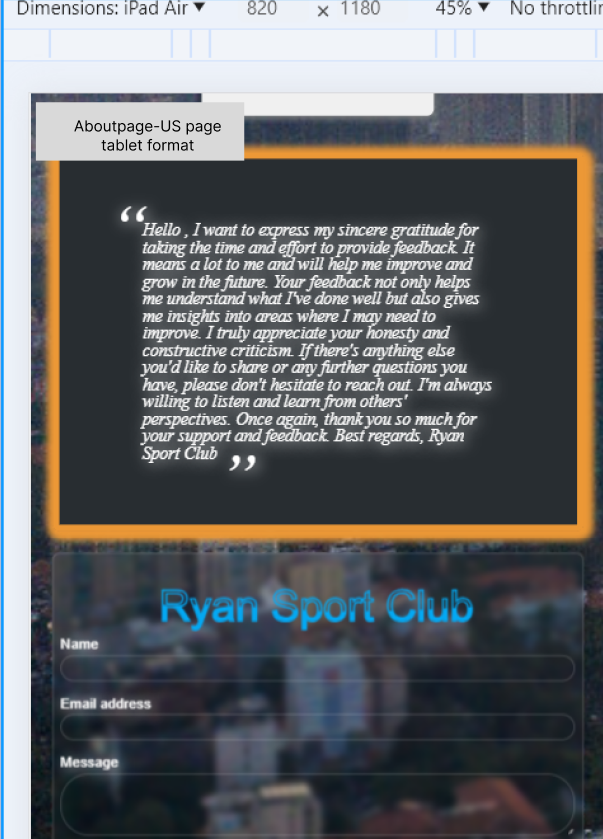 Dimensions: iPad Air ▼ 820 × 1180 45% ▼ No throttlin
Aboutpage-US page
tablet format
“
Hello , I want to express my sincere gratitude for
taking the time and effort to provide feedback. It
means a lot to me and will help me improve and
grow in the future. Your feedback not only helps
me understand what I've done well but also gives
me insights into areas where I may need to
improve. I truly appreciate your honesty and
constructive criticism. If there's anything else
you'd like to share or any further questions you
have, please don't hesitate to reach out. I'm always
willing to listen and learn from others'
perspectives. Once again, thank you so much for
your support and feedback. Best regards, Ryan
Sport Club ”
Ryan Sport Club
Name
Email address
Message